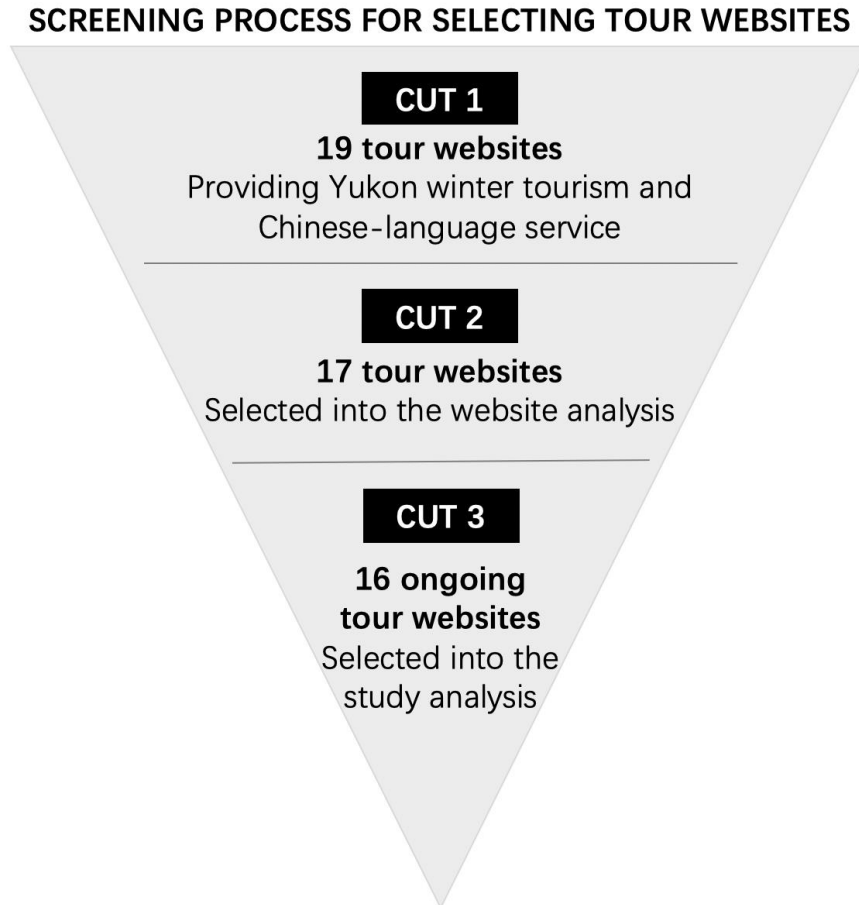 SCREENING PROCESS FOR SELECTING TOUR WEBSITES
CUT 1
19 tour websites
Providing Yukon winter tourism and
Chinese-language service
CUT 2
17 tour websites
Selected into the website analysis
CUT 3
16 ongoing
tour websites
Selected into the
study analysis